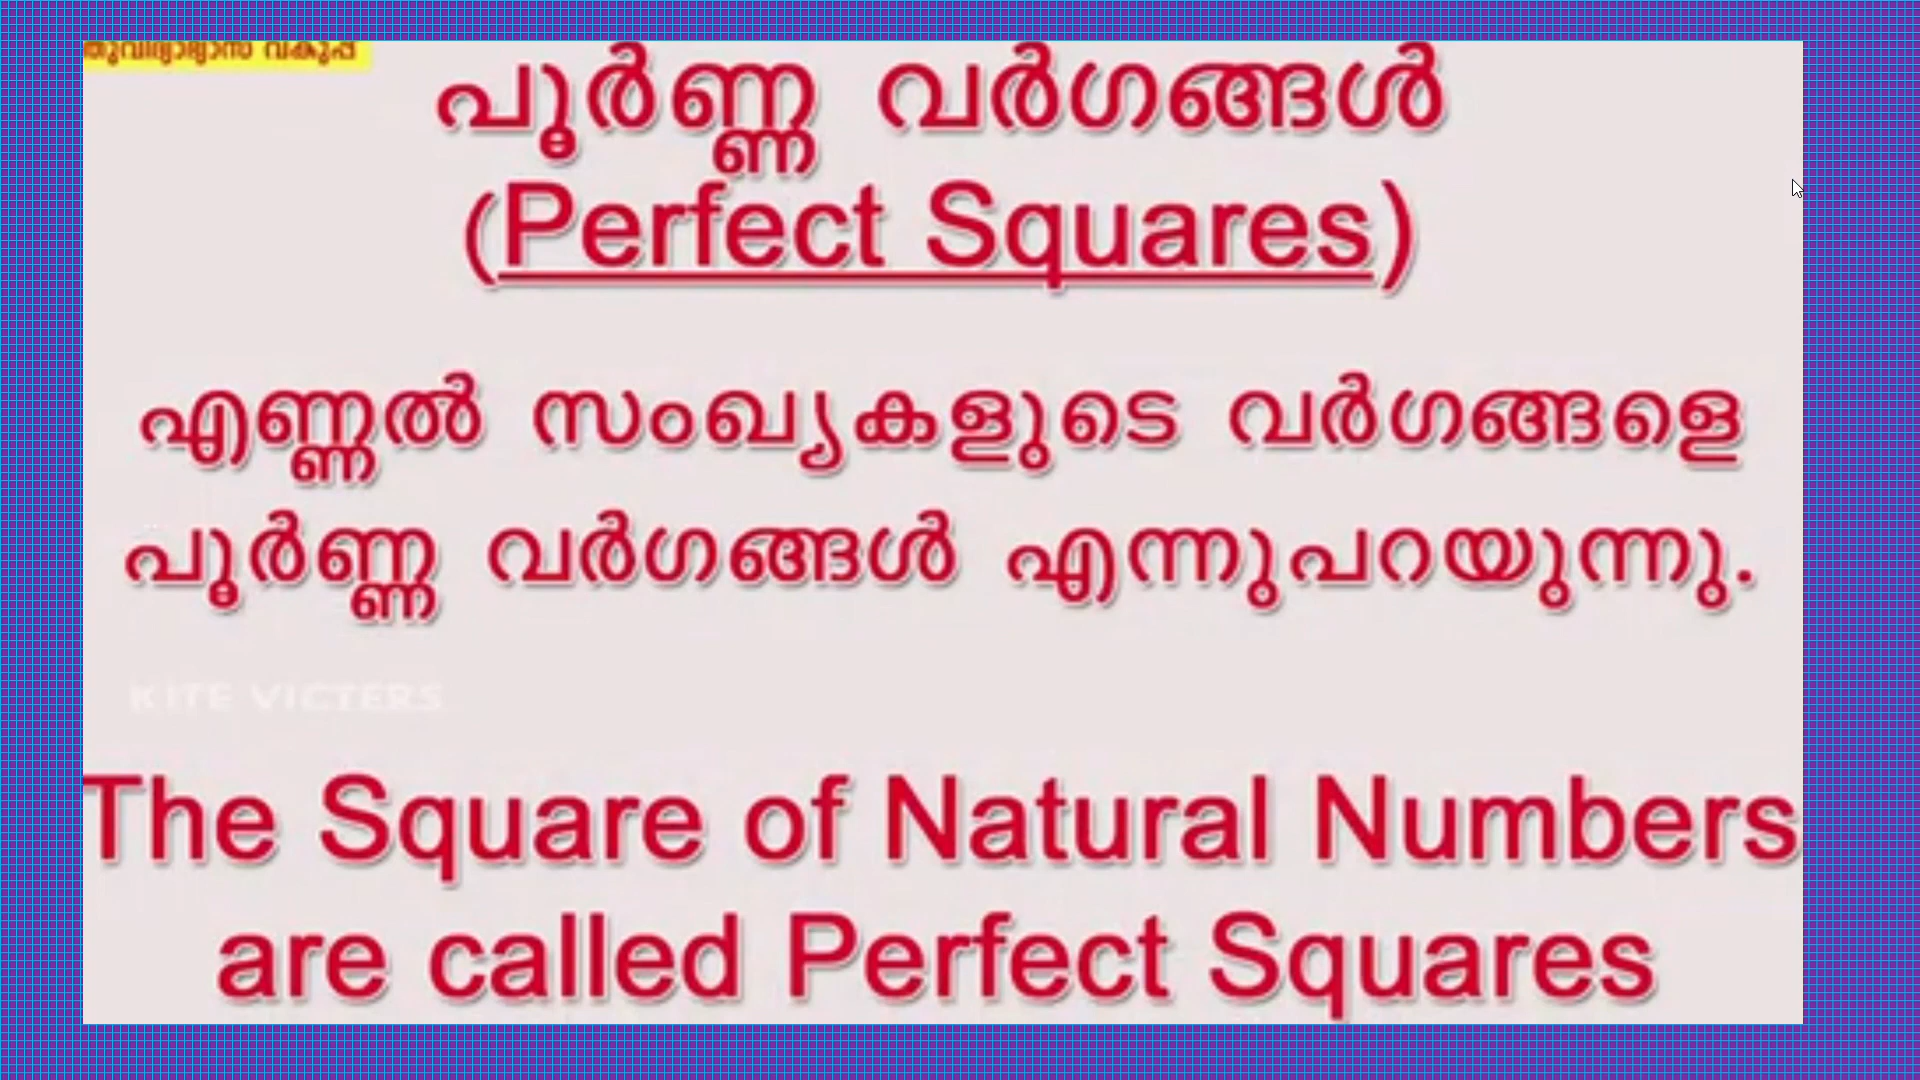 പൂർണ്ണ വർഗങ്ങൾ
(Perfect Squares)
എണ്ണൽ സംഖ്യകളുടെ വർഗങ്ങളെ
പൂർണ്ണ വർഗങ്ങൾ എന്നുപറയുന്നു.
KITE VICTERS
The Square of Natural Numbers
are called Perfect Squares